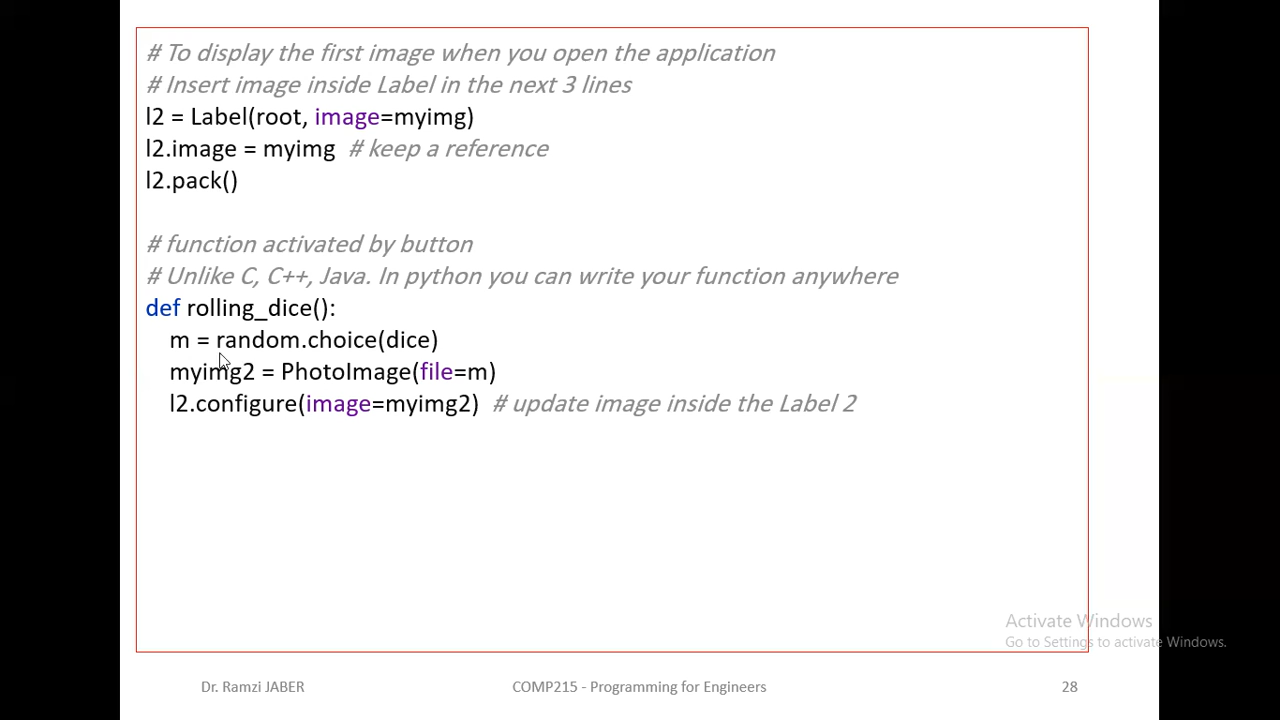 # To display the first image when you open the application
# Insert image inside Label in the next 3 lines
l2 = Label(root, image=myimg)
l2.image = myimg  # keep a reference
l2.pack()
# function activated by button
# Unlike C, C++, Java. In python you can write your function anywhere
def rolling_dice():
    m = random.choice(dice)
    myimg2 = PhotoImage(file=m)
    l2.configure(image=myimg2)  # update image inside the Label 2
Activate Windows
Go to Settings to activate Windows.
Dr. Ramzi JABER
COMP215 - Programming for Engineers
28